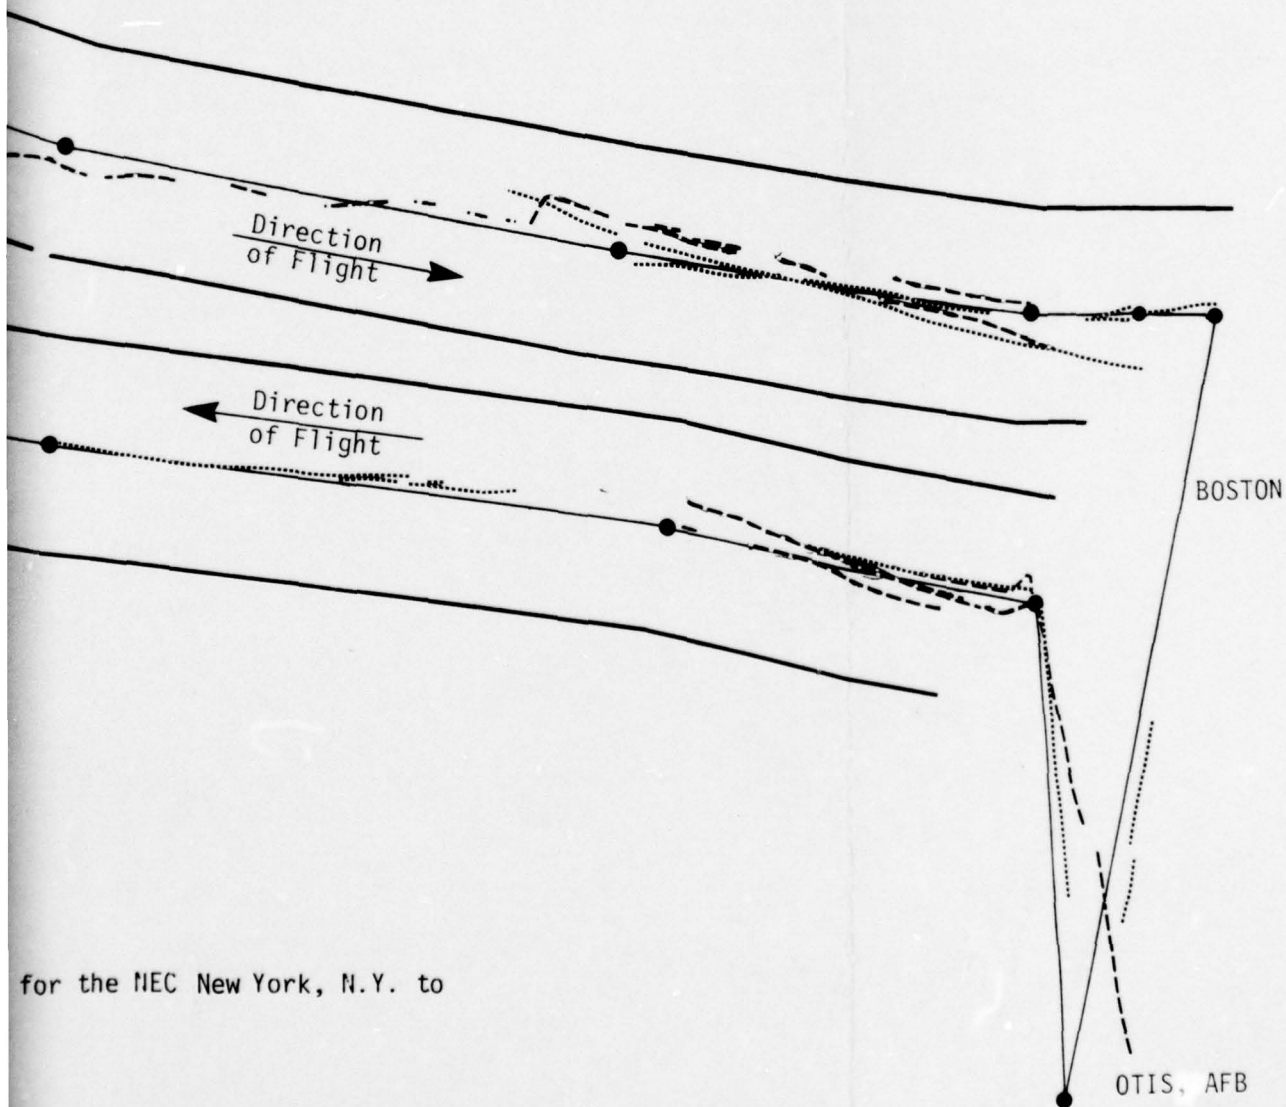 Direction
of Flight
Direction
of Flight
BOSTON
for the NEC New York, N.Y. to
OTIS, AFB